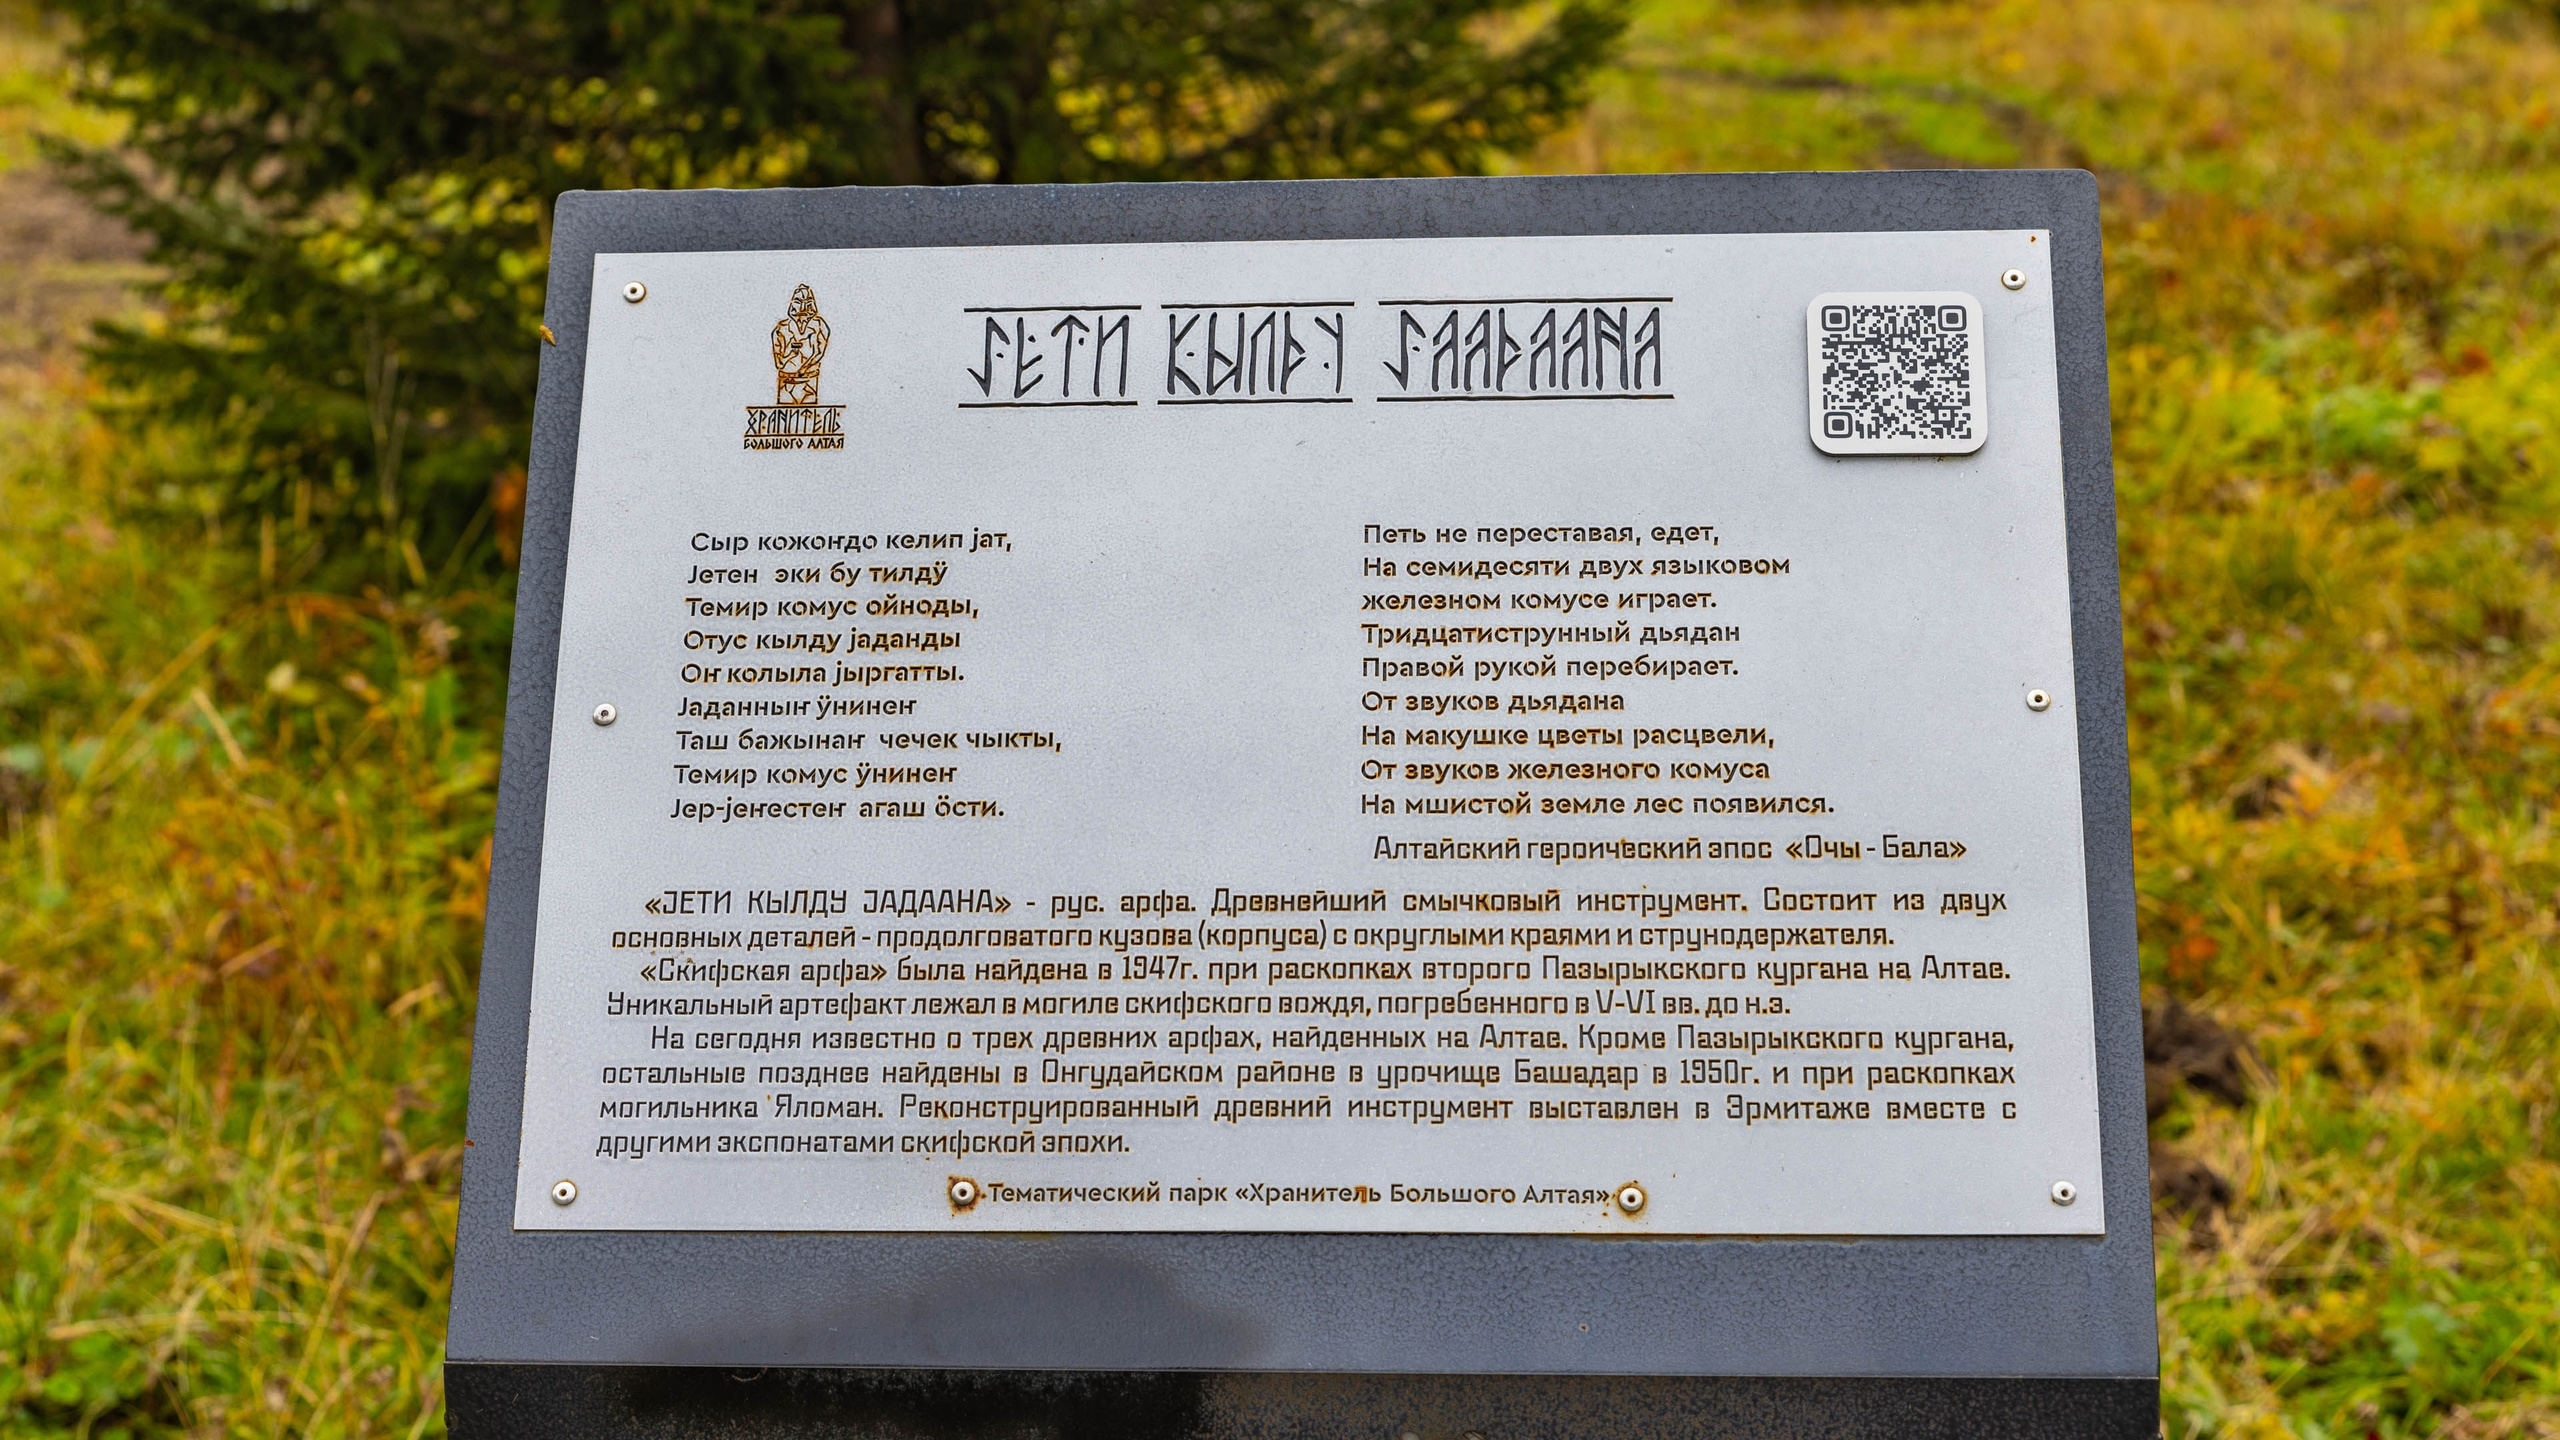 ХРАНИТЕЛЬ
БОЛЬШОГО АЛТАЯ
JЕТИ КЫЛДУ JАДААНА
Сыр кожоҥдо келип јат,
Јетен эки бу тилдӱ
Темир комус ойноды,
Отус кылду јаданды
Оҥ колыла јыргатты.
Јаданныҥ ӱнинеҥ
Таш бажынаҥ чечек чыкты,
Темир комус ӱнинеҥ
Јер-јеҥестеҥ агаш ӧсти.
Петь не переставая, едет,
На семидесяти двух языковом
железном комусе играет.
Тридцатиструнный дьядан
Правой рукой перебирает.
От звуков дьядана
На макушке цветы расцвели,
От звуков железного комуса
На мшистой земле лес появился.
Алтайский героический эпос «Очы - Бала»
«JЕТИ КЫЛДУ JАДААНА» - рус. арфа. Древнейший смычковый инструмент. Состоит из двух
основных деталей - продолговатого кузова (корпуса) с округлыми краями и струнодержателя.
«Скифская арфа» была найдена в 1947г. при раскопках второго Пазырыкского кургана на Алтае.
Уникальный артефакт лежал в могиле скифского вождя, погребенного в V-VI вв. до н.э.
На сегодня известно о трех древних арфах, найденных на Алтае. Кроме Пазырыкского кургана,
остальные позднее найдены в Онгудайском районе в урочище Башадар в 1950г. и при раскопках
могильника Яломан. Реконструированный древний инструмент выставлен в Эрмитаже вместе с
другими экспонатами скифской эпохи.
Тематический парк «Хранитель Большого Алтая»